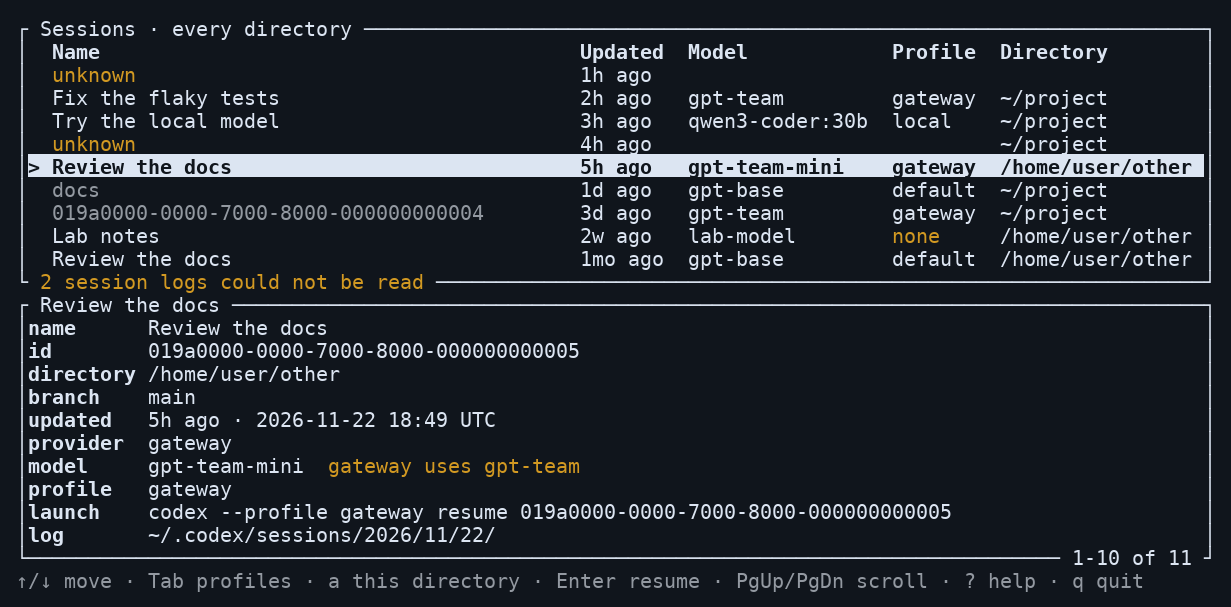 Sessions · every directory
Name Updated Model Profile Directory
unknown 1h ago
Fix the flaky tests 2h ago gpt-team gateway ~/project
Try the local model 3h ago qwen3-coder:30b local ~/project
unknown 4h ago ~/project
> Review the docs 5h ago gpt-team-mini gateway /home/user/other
docs 1d ago gpt-base default ~/project
019a0000-0000-7000-8000-000000000004 3d ago gpt-team gateway ~/project
Lab notes 2w ago lab-model none /home/user/other
Review the docs 1mo ago gpt-base default /home/user/other
2 session logs could not be read
Review the docs
name Review the docs
id 019a0000-0000-7000-8000-000000000005
directory /home/user/other
branch main
updated 5h ago · 2026-11-22 18:49 UTC
provider gateway
model gpt-team-mini gateway uses gpt-team
profile gateway
launch codex --profile gateway resume 019a0000-0000-7000-8000-000000000005
log ~/.codex/sessions/2026/11/22/
1-10 of 11
↑/↓ move · Tab profiles · a this directory · Enter resume · PgUp/PgDn scroll · ? help · q quit